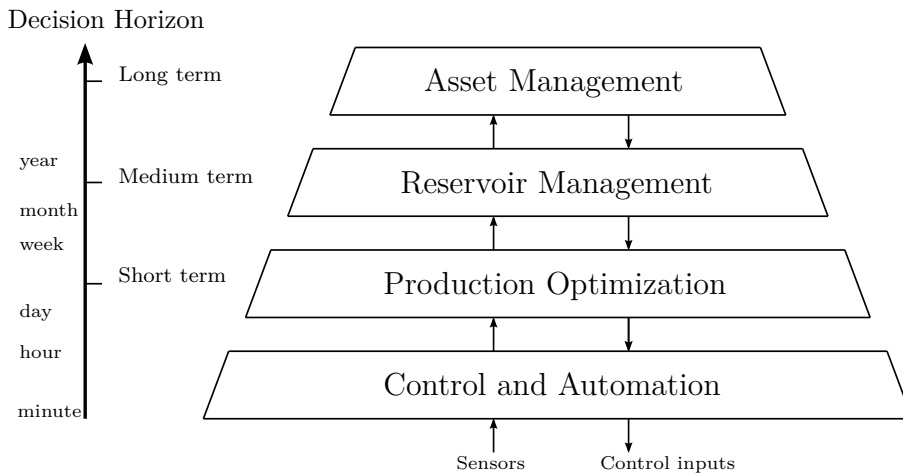 Decision Horizon
Long term
Asset Management
year
Medium term
Reservoir Management
month
week
Short term
Production Optimization
day
hour
Control and Automation
minute
Sensors
Control inputs